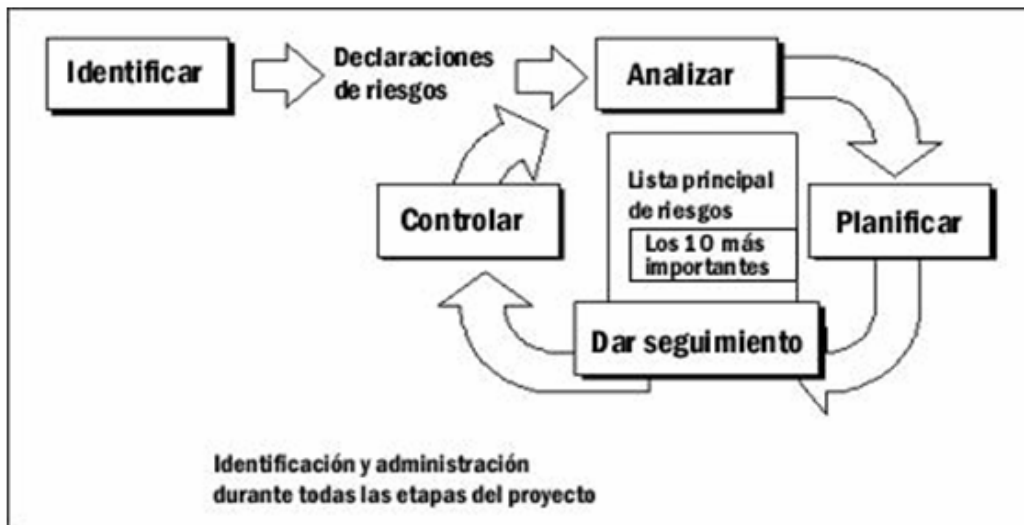 Identificar
Declaraciones
de riesgos
Analizar
Controlar
Lista principal
de riesgos
Los 10 más
importantes
Planificar
Dar seguimiento
Identificación y administración
durante todas las etapas del proyecto